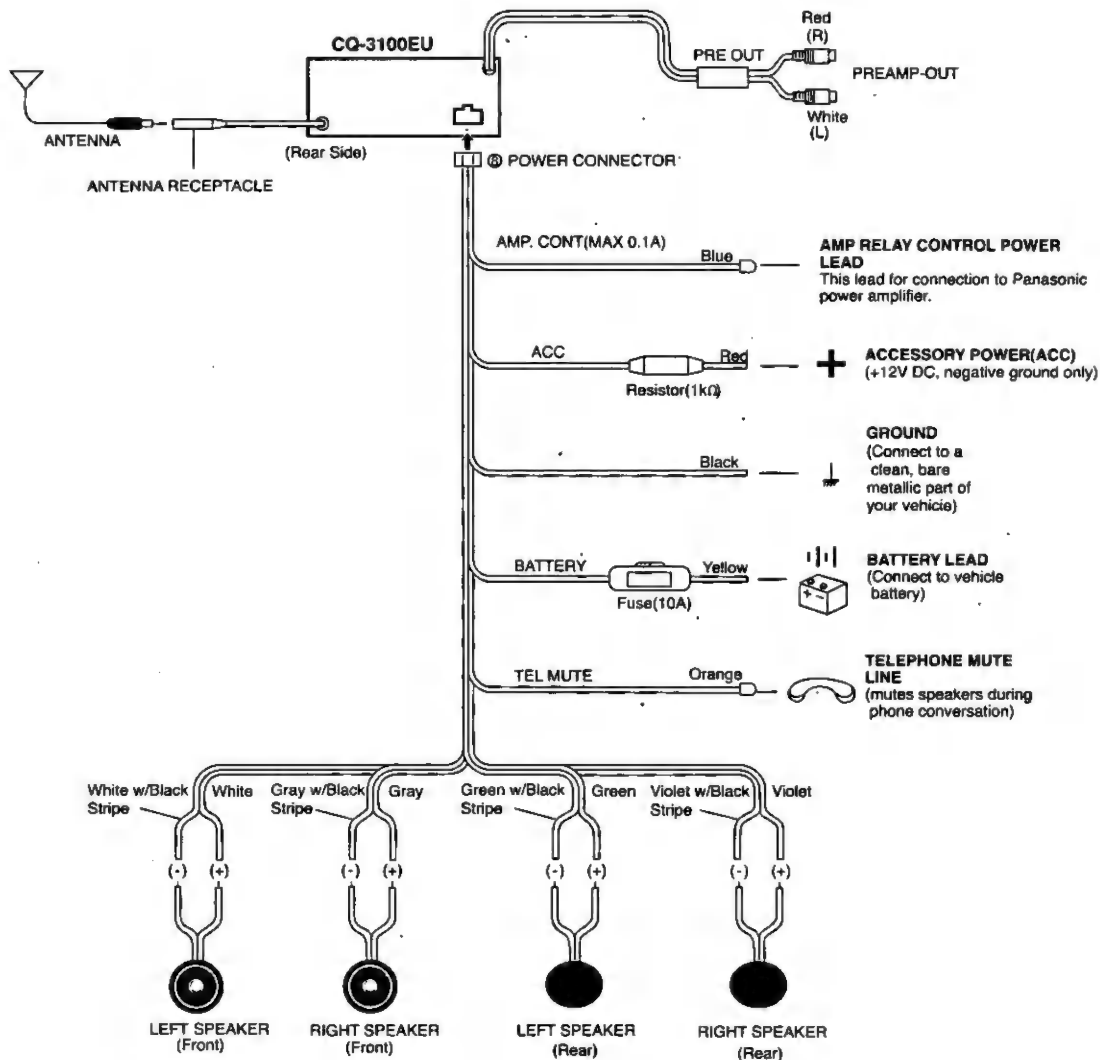 CQ-3100EU
Red
(R)
PRE OUT
PREAMP-OUT
White
(L)
ANTENNA
(Rear Side)
ANTENNA RECEPTACLE
⑥ POWER CONNECTOR
AMP. CONT(MAX 0.1A)
Blue
AMP RELAY CONTROL POWER
LEAD
This lead for connection to Panasonic
power amplifier.
ACC
Red
Resistor(1kΩ)
+
ACCESSORY POWER(ACC)
(+12V DC, negative ground only)
Black
GROUND
(Connect to a
clean, bare
metallic part of
your vehicle)
BATTERY
Yellow
Fuse(10A)
+ -
BATTERY LEAD
(Connect to vehicle
battery)
TEL MUTE
Orange
TELEPHONE MUTE
LINE
(mutes speakers during
phone conversation)
White w/Black
Stripe
White
Gray w/Black
Stripe
Gray
Green w/Black
Stripe
Green
Violet w/Black
Stripe
Violet
(-) (+) (-) (+) (-) (+) (-) (+)
LEFT SPEAKER
(Front)
RIGHT SPEAKER
(Front)
LEFT SPEAKER
(Rear)
RIGHT SPEAKER
(Rear)